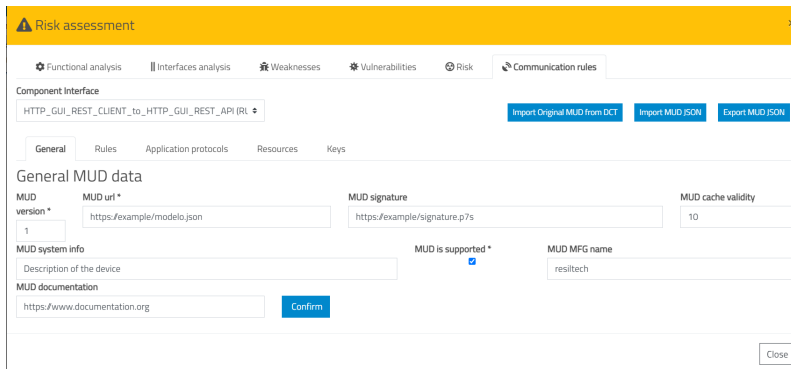 Risk assessment
Functional analysis Interfaces analysis Weaknesses Vulnerabilities Risk Communication rules
Component Interface
HTTP_GUI_REST_CLIENT_to_HTTP_GUI_REST_API (RU
Import Original MUD from DCT Import MUD JSON Export MUD JSON
General Rules Application protocols Resources Keys
General MUD data
MUD version * MUD url * MUD signature MUD cache validity
1 https://example/modelo.json https://example/signature.p7s 10
MUD system info MUD is supported * MUD MFG name
Description of the device resiltech
MUD documentation
https://www.documentation.org Confirm
Close